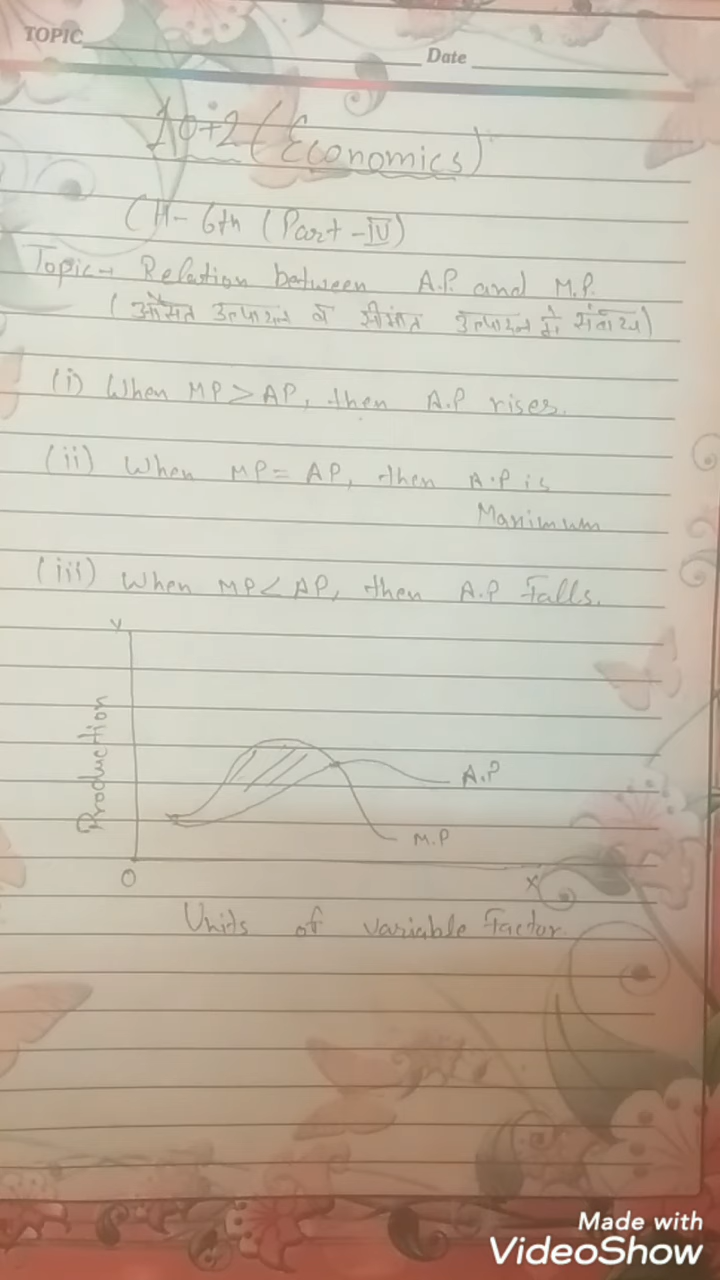 TOPIC
Date
10+2 (Economics)
CH- 6th (Part-IV)
Topic→ Relation between A.P. and M.P.
(औसत उत्पादन व सीमांत उत्पादन में संबंध)
(i) When MP > AP, then A.P rises.
(ii) When MP = AP, then A.P is
Maximum
(iii) When MP < AP, then A.P Falls.
Y
Production
A.P
M.P
O X
Units of variable Factor.
Made with
VideoShow